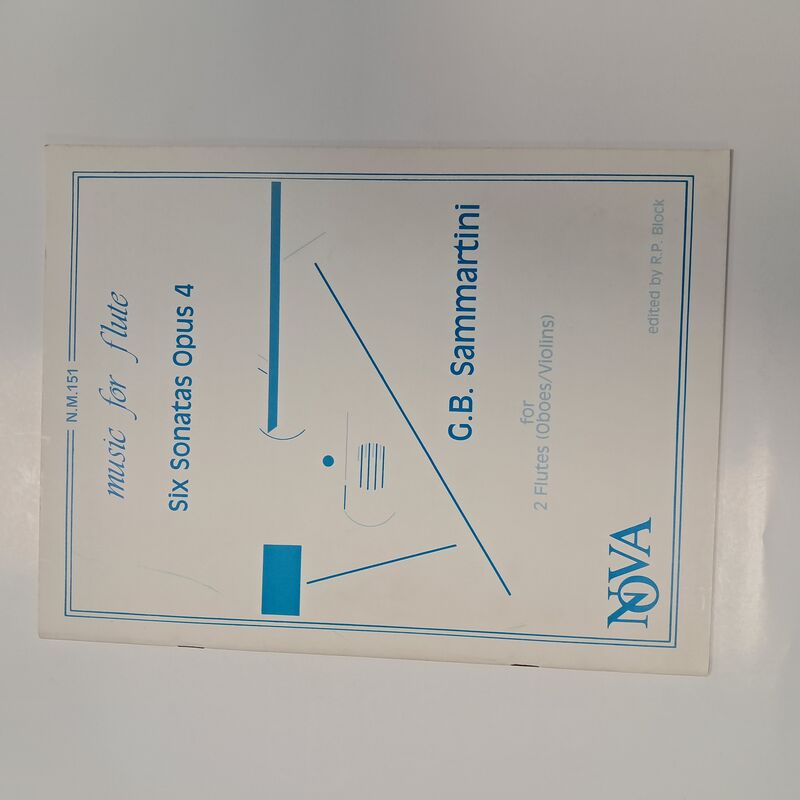 N.M.151
music for flute
Six Sonatas Opus 4
G.B. Sammartini
for
2 Flutes (Oboes/Violins)
NOVA
edited by R.P. Block